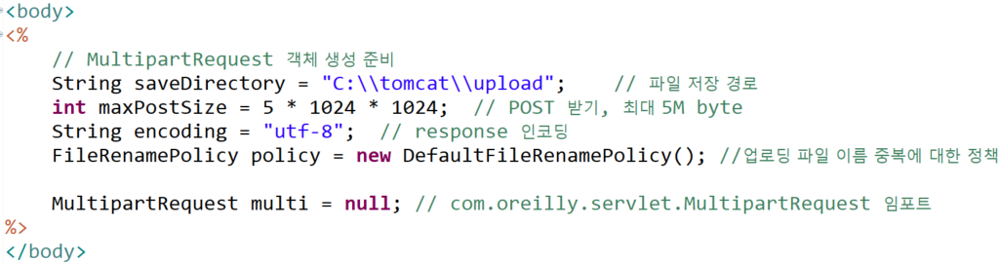 <body>
<%
// MultipartRequest 객체 생성 준비
String saveDirectory = "C:\\tomcat\\upload"; // 파일 저장 경로
int maxPostSize = 5 * 1024 * 1024; // POST 받기, 최대 5M byte
String encoding = "utf-8"; // response 인코딩
FileRenamePolicy policy = new DefaultFileRenamePolicy(); //업로딩 파일 이름 중복에 대한 정책
MultipartRequest multi = null; // com.oreilly.servlet.MultipartRequest 임포트
%>
</body>